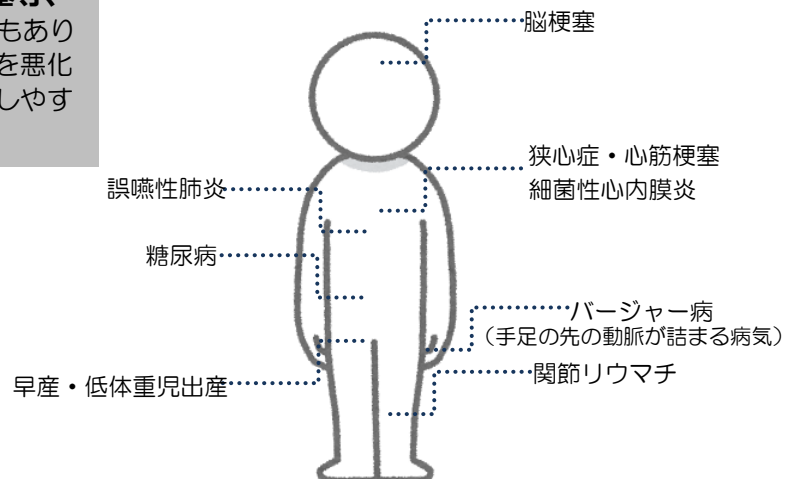 もあり
を悪化
しやす
脳梗塞
狭心症・心筋梗塞
細菌性心内膜炎
誤嚥性肺炎
糖尿病
バージャー病
（手足の先の動脈が詰まる病気）
関節リウマチ
早産・低体重児出産